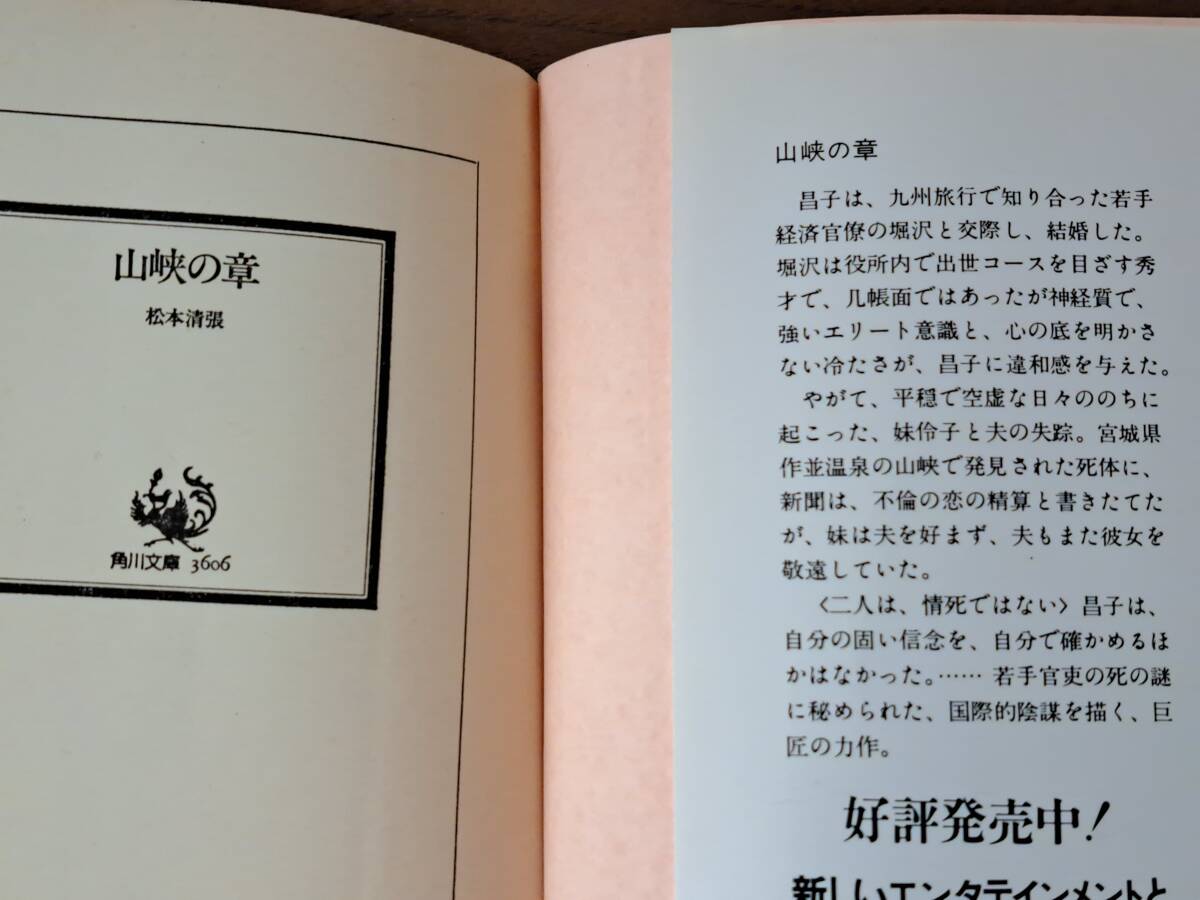 山峡の章
松本清張
角川文庫 3606
山峡の章
昌子は、九州旅行で知り合った若手
経済官僚の堀沢と交際し、結婚した。
堀沢は役所内で出世コースを目ざす秀
才で、几帳面ではあったが神経質で、
強いエリート意識と、心の底を明かさ
ない冷たさが、昌子に違和感を与えた。
やがて、平穏で空虚な日々ののちに
起こった、妹伶子と夫の失踪。宮城県
作並温泉の山峡で発見された死体に、
新聞は、不倫の恋の精算と書きたてた
が、妹は夫を好まず、夫もまた彼女を
敬遠していた。
〈二人は、情死ではない〉昌子は、
自分の固い信念を、自分で確かめるほ
かはなかった。…… 若手官吏の死の謎
に秘められた、国際的陰謀を描く、巨
匠の力作。
好評発売中!
新しいエンタテインメントと